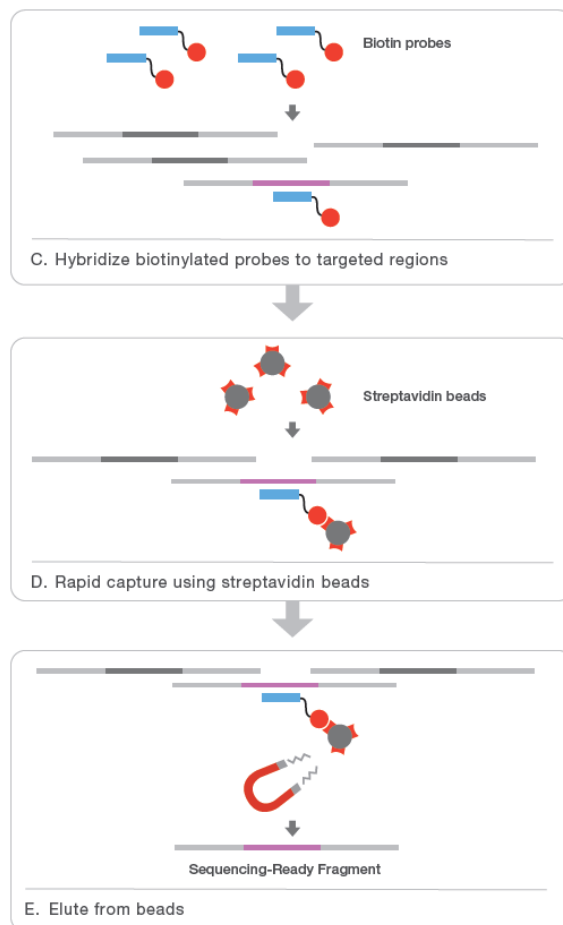 Biotin probes
C. Hybridize biotinylated probes to targeted regions
Streptavidin beads
D. Rapid capture using streptavidin beads
Sequencing-Ready Fragment
E. Elute from beads